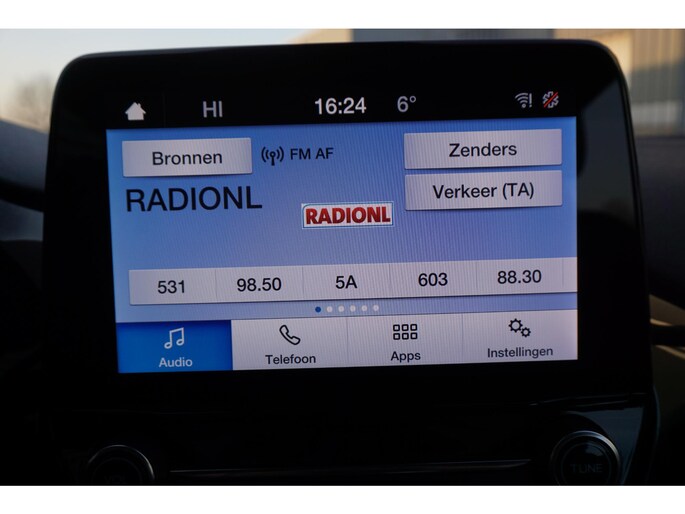 HI 16:24 6°
Bronnen FM AF Zenders
RADIONL RADIONL Verkeer (TA)
531 98.50 5A 603 88.30
Audio Telefoon Apps Instellingen
TUNE